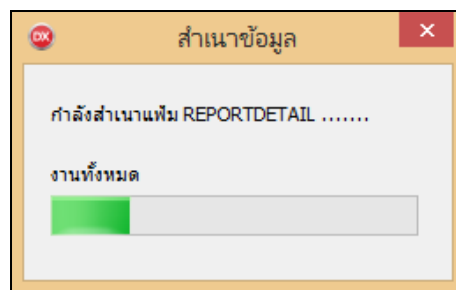 DX
สำเนาข้อมูล
กำลังสำเนาแฟ้ม REPORTDETAIL .......
งานทั้งหมด